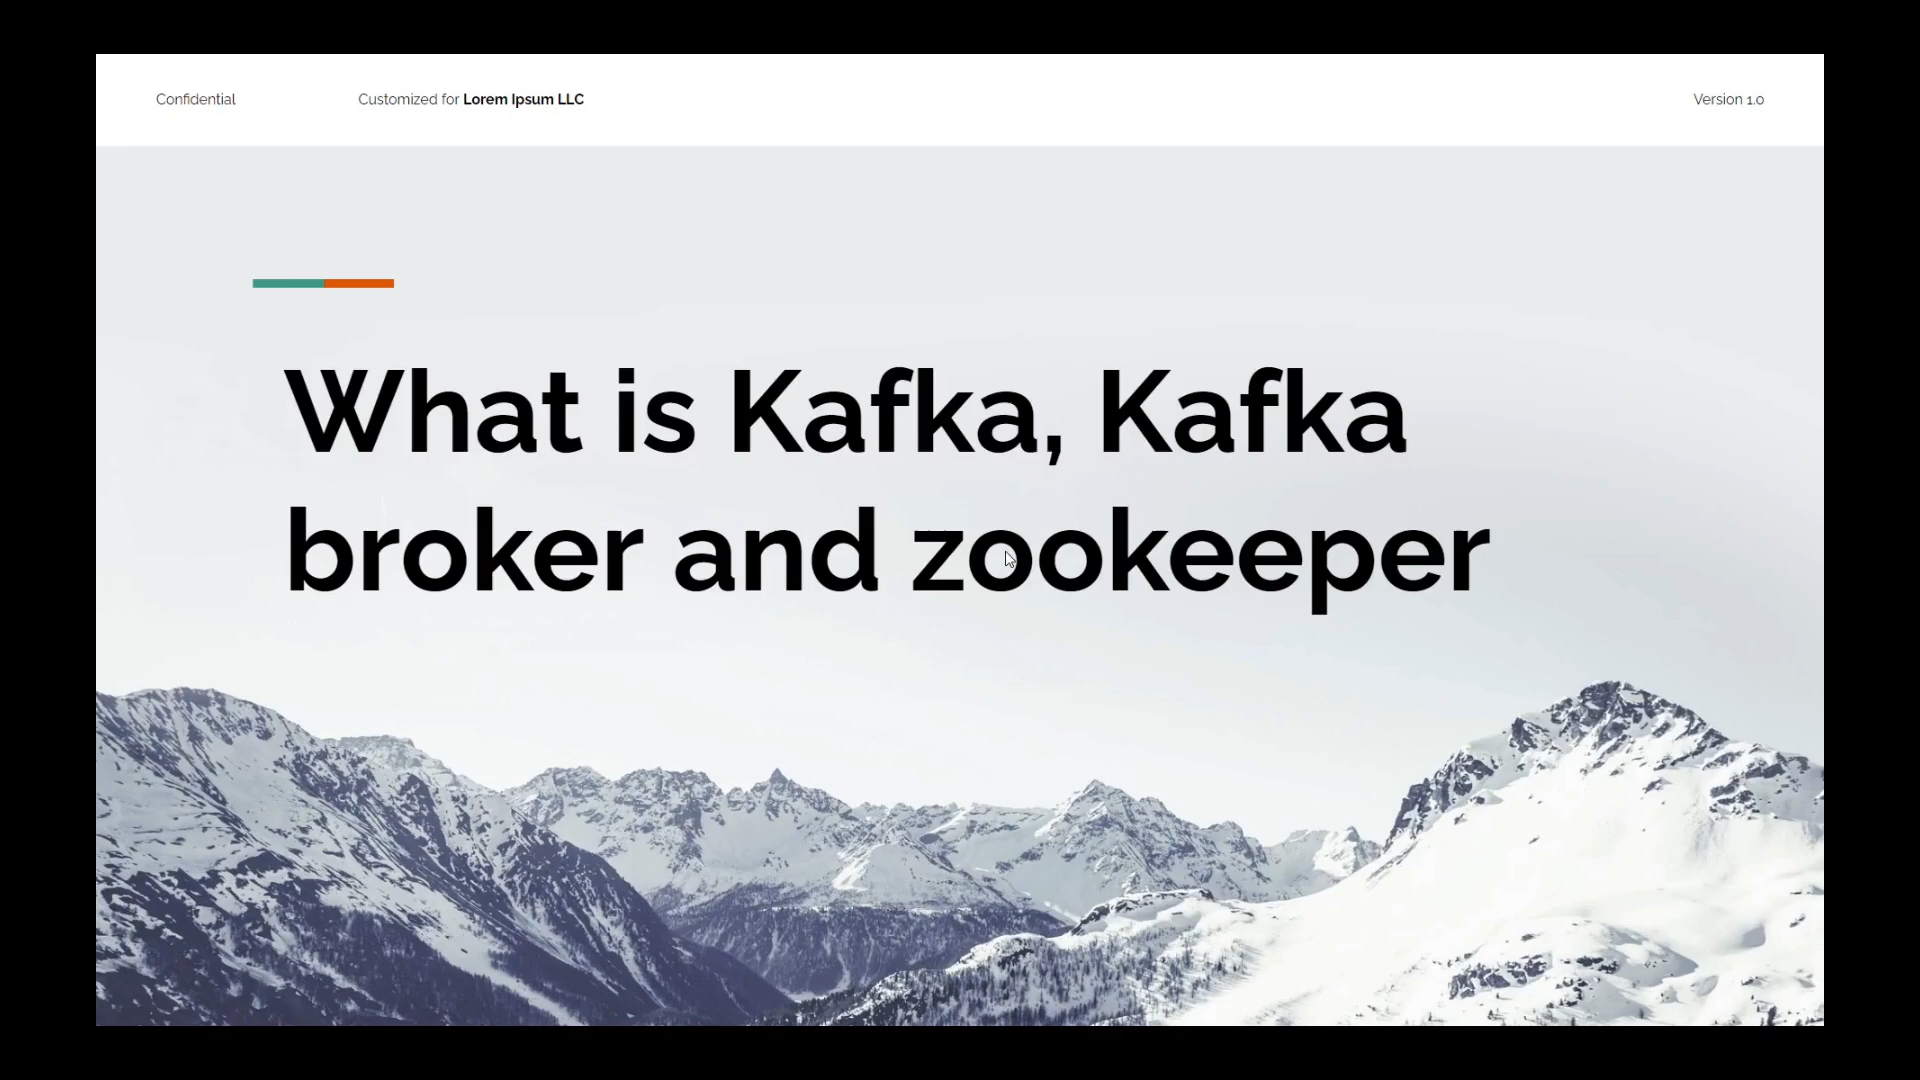 Confidential
Customized for Lorem Ipsum LLC
Version 1.0
What is Kafka, Kafka
broker and zookeeper